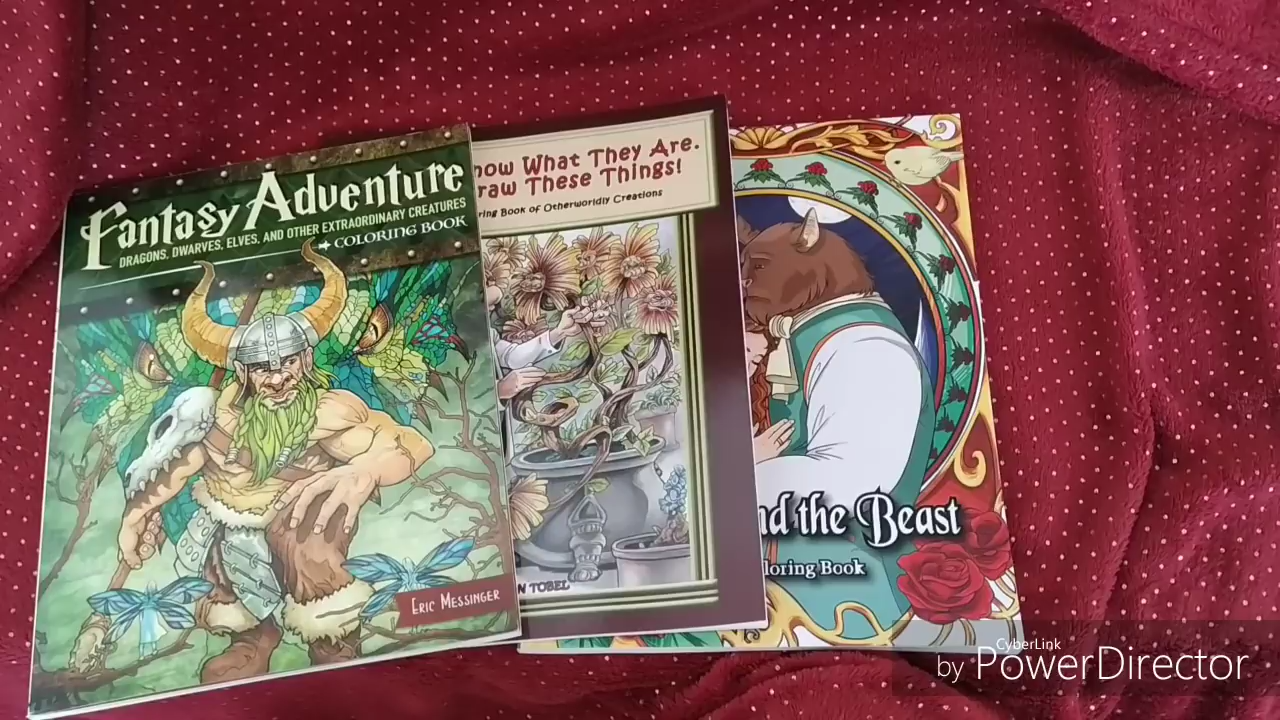 Fantasy Adventure
DRAGONS, DWARVES, ELVES, AND OTHER EXTRAORDINARY CREATURES
COLORING BOOK
ERIC MESSINGER
now What They Are.
raw These Things!
ring Book of Otherworldly Creations
N TOBEL
nd the Beast
loring Book
CyberLink
by PowerDirector